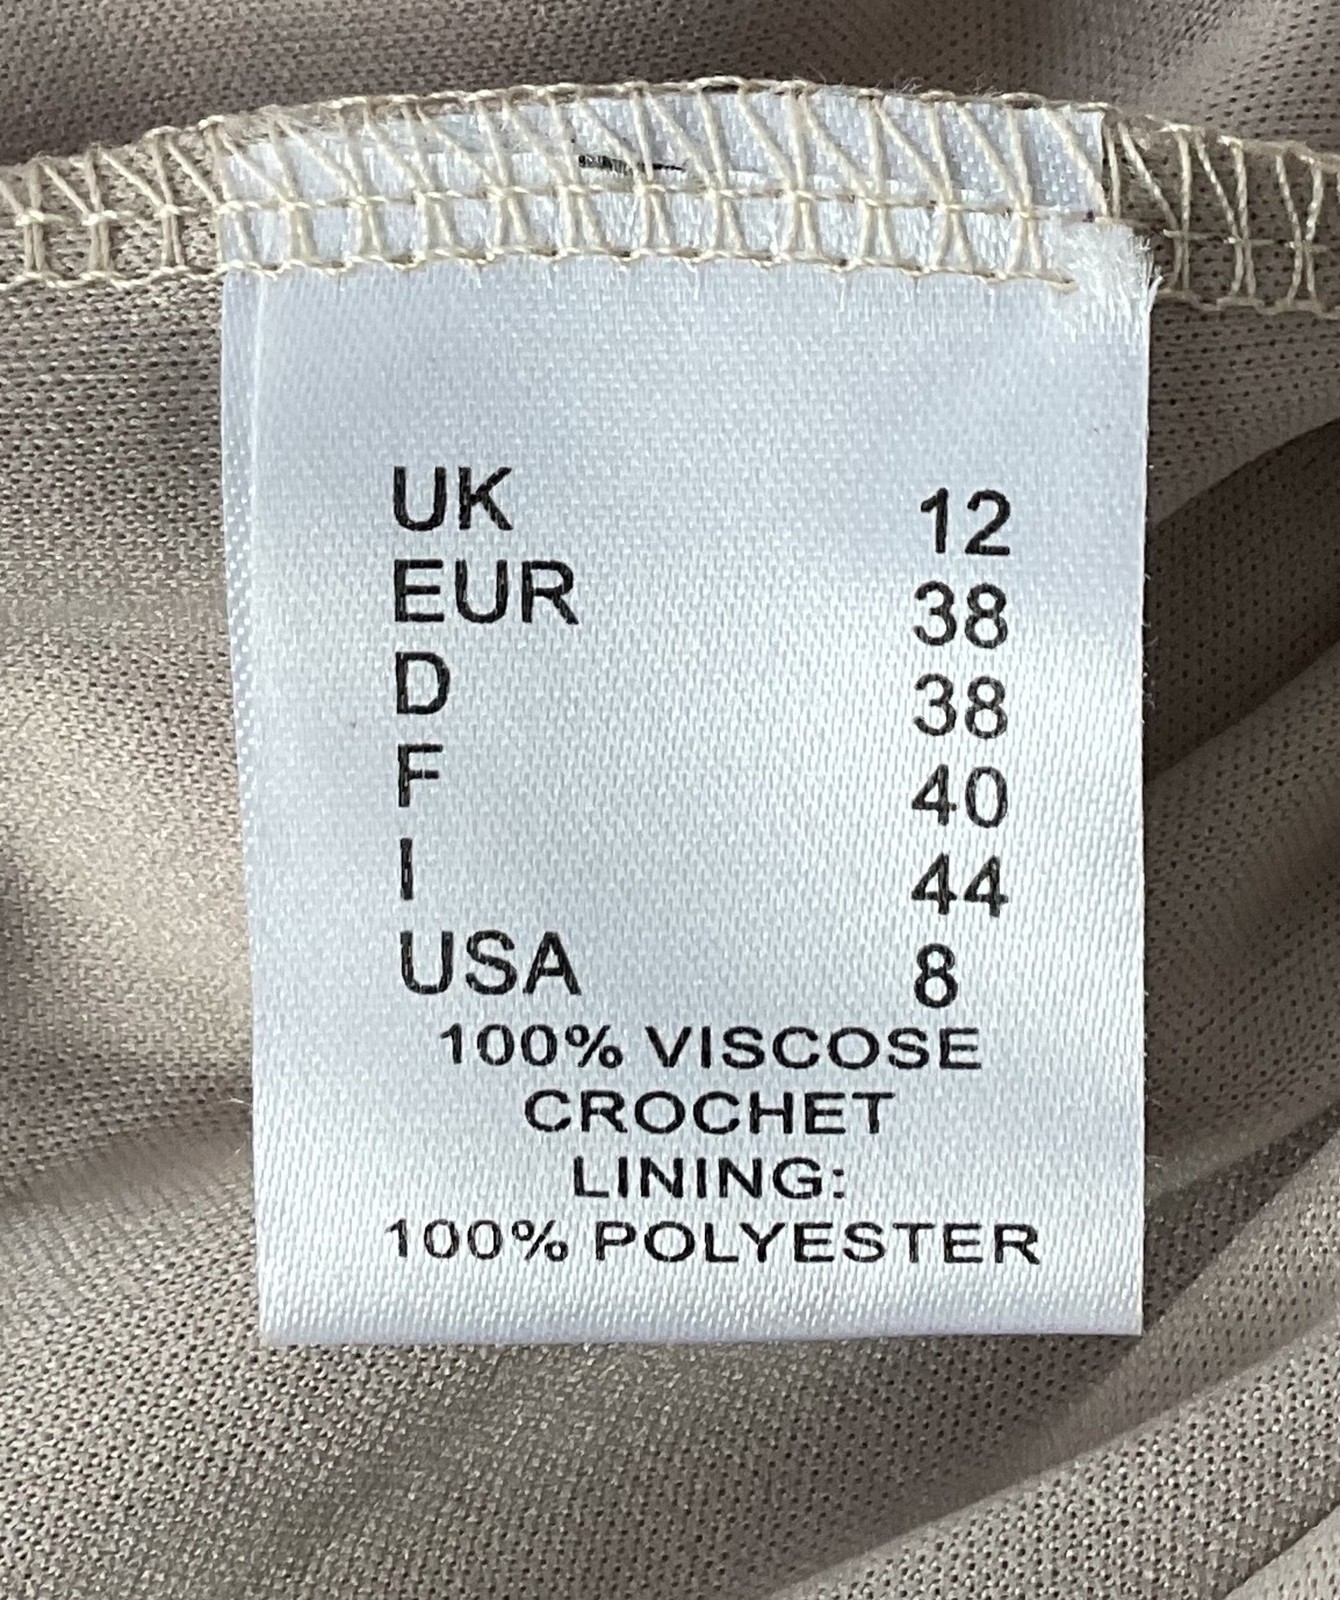 UK 12
EUR 38
D 38
F 40
I 44
USA 8
100% VISCOSE
CROCHET
LINING:
100% POLYESTER